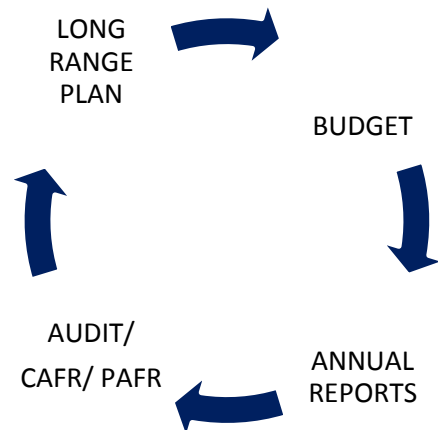 LONG
RANGE
PLAN
BUDGET
ANNUAL
REPORTS
AUDIT/
CAFR/ PAFR